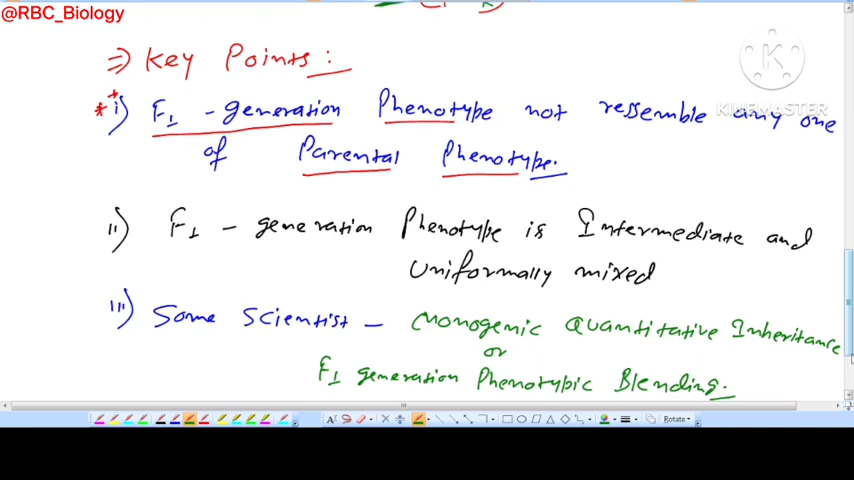 @RBC_Biology
=> Key Points :
KINEMASTER
** i) F1 - generation Phenotype not ressemble any one
of Parental Phenotype.
ii) F1 - generation Phenotype is Intermediate and
uniformally mixed
iii) Some Scientist - Monogenic Quantitative Inheritance
or
F1 generation Phenotypic Blending.
Rotate